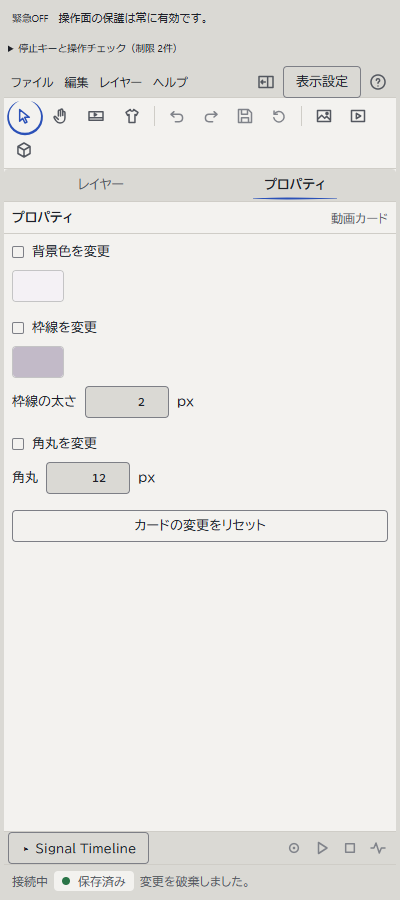 緊急OFF 操作面の保護は常に有効です。
▶ 停止キーと操作チェック（制限 2件）
ファイル 編集 レイヤー ヘルプ 表示設定
レイヤー プロパティ
プロパティ 動画カード
背景色を変更
枠線を変更
枠線の太さ 2 px
角丸を変更
角丸 12 px
カードの変更をリセット
▸ Signal Timeline
接続中 保存済み 変更を破棄しました。